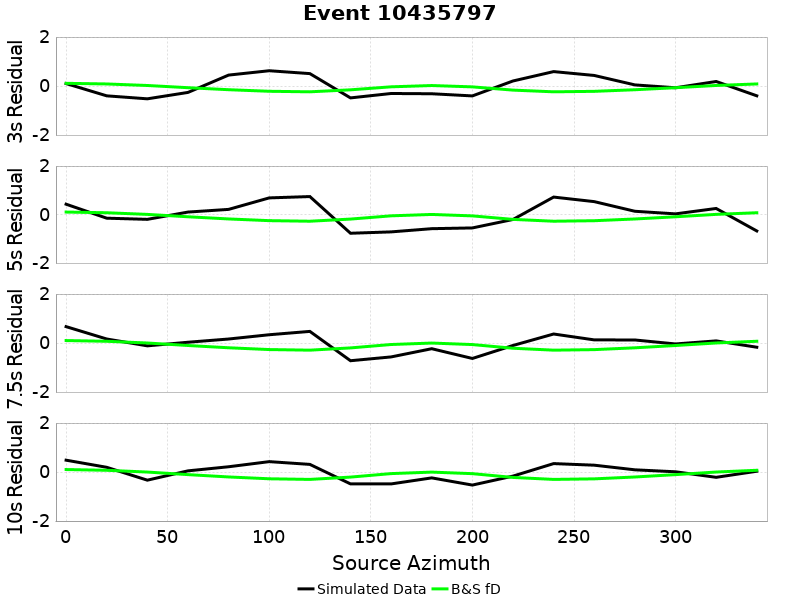 Event 10435797
3s Residual
2
0
-2
5s Residual
2
0
-2
7.5s Residual
2
0
-2
10s Residual
2
0
-2
0 50 100 150 200 250 300
Source Azimuth
Simulated Data B&S fD